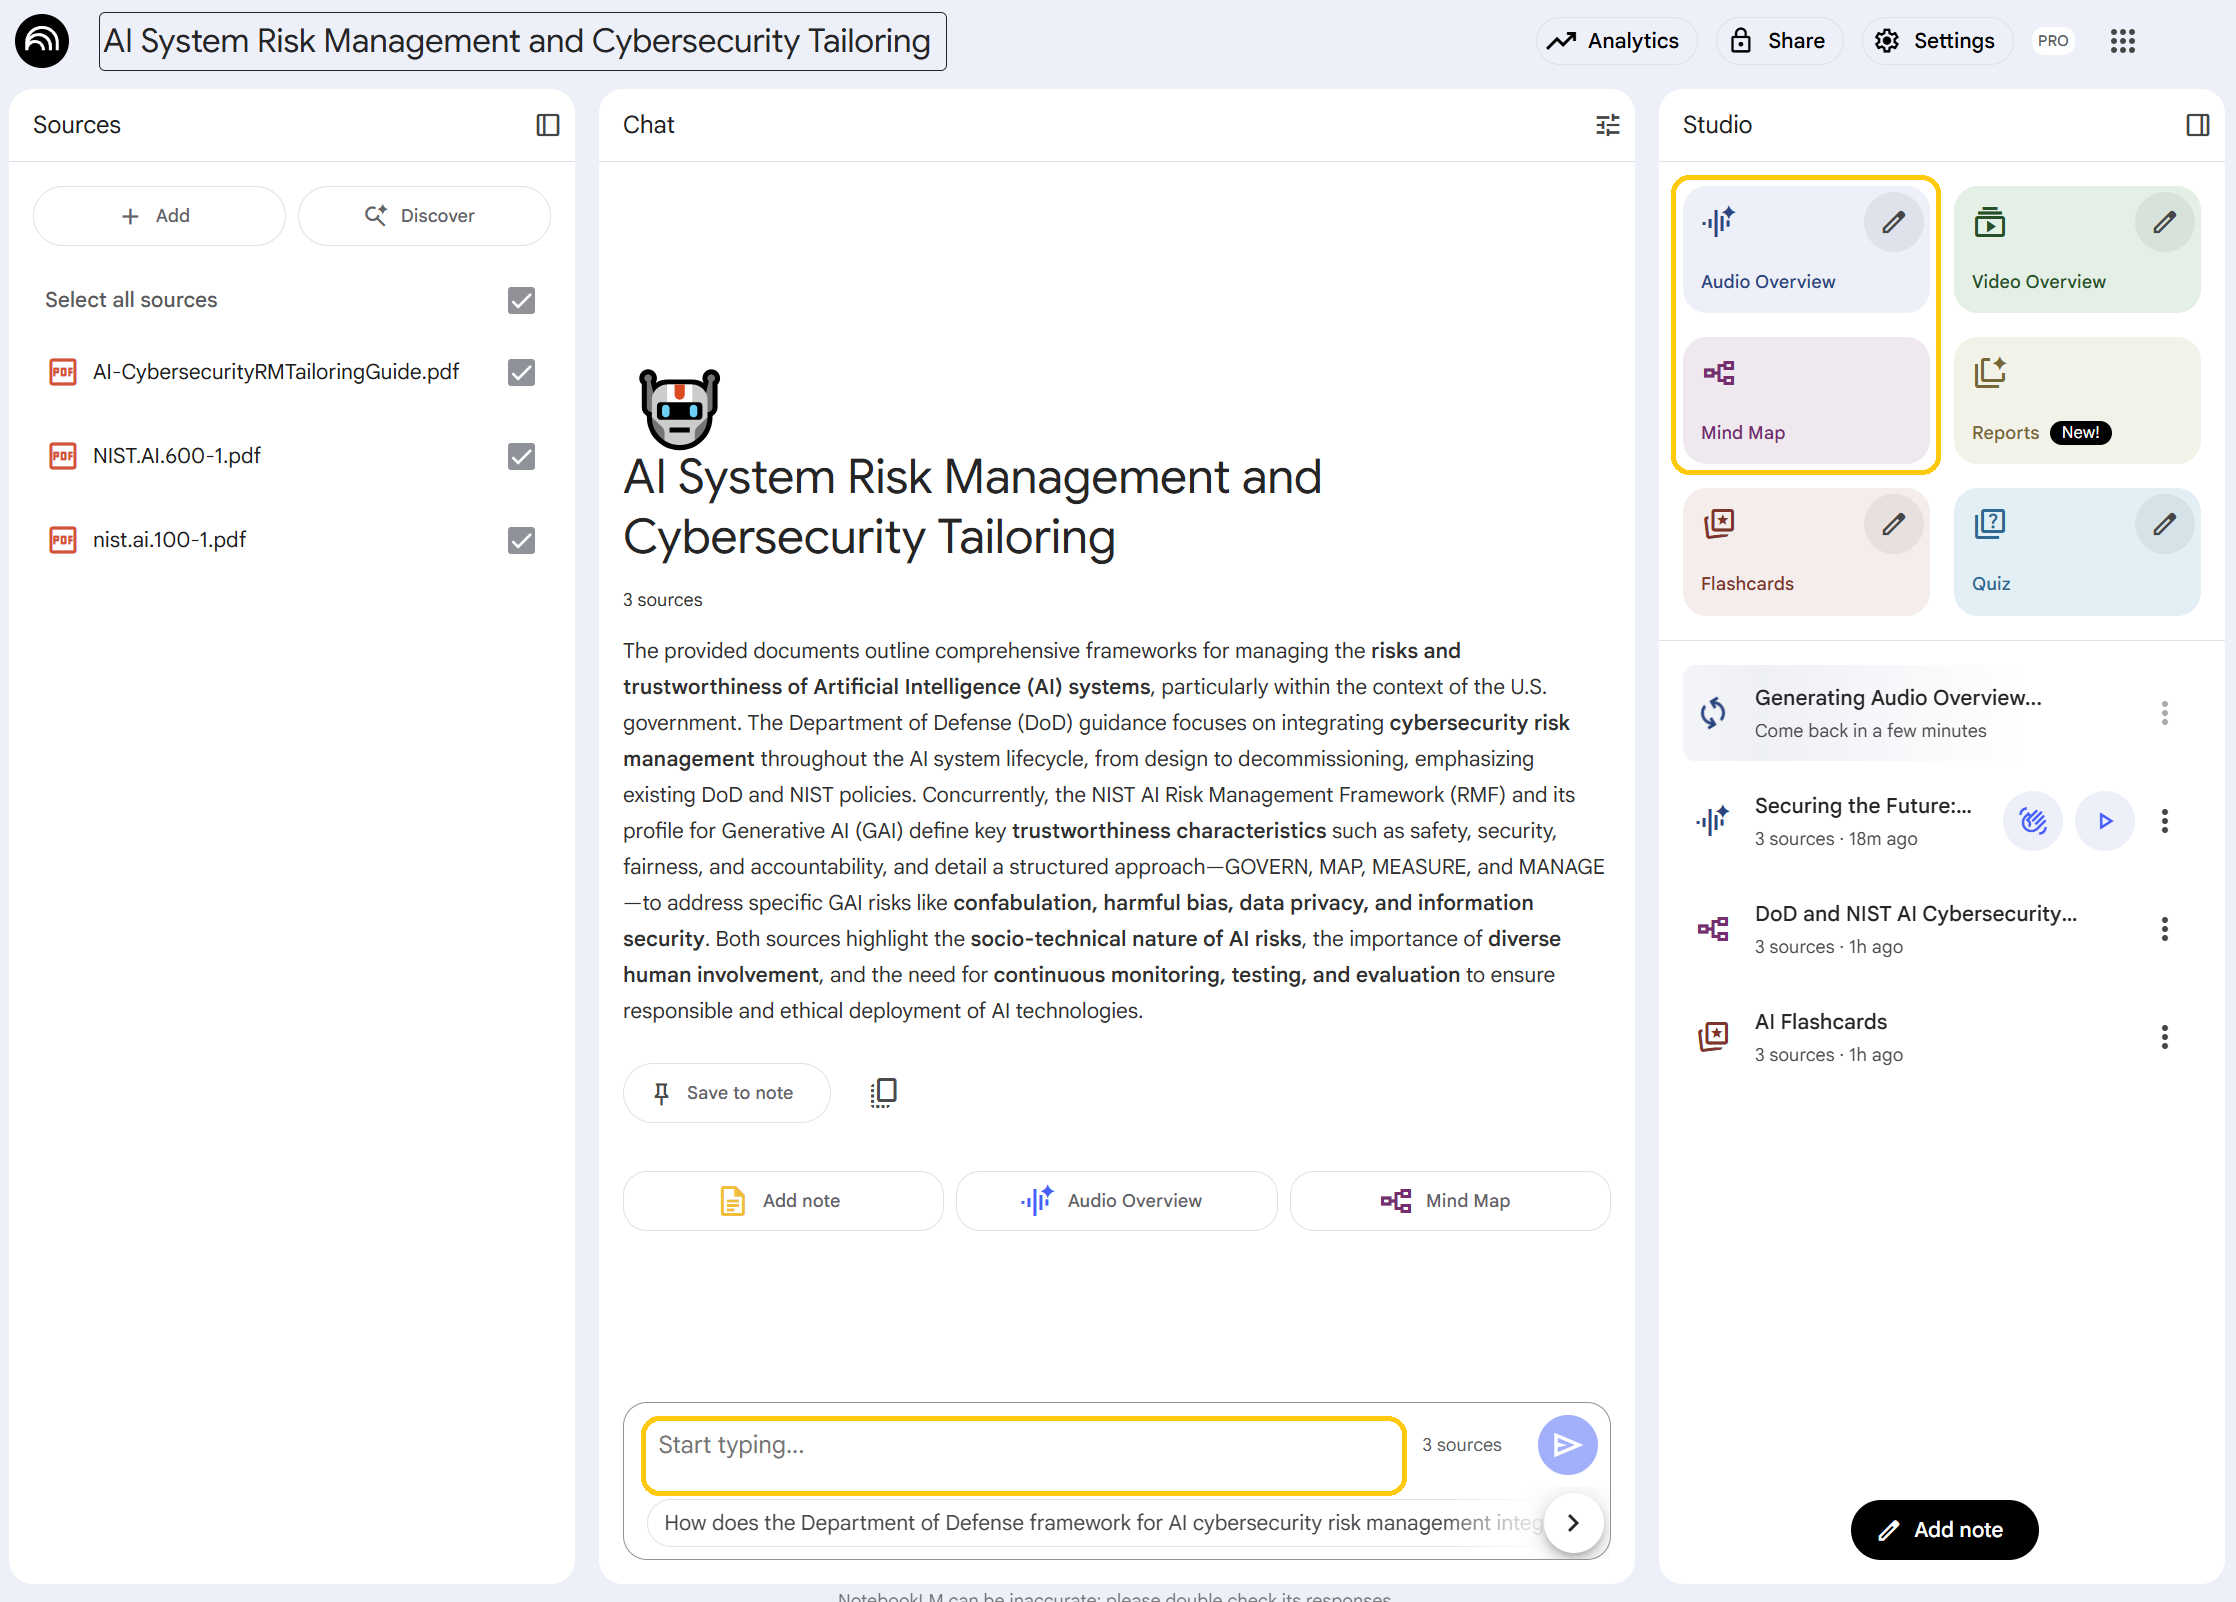 AI System Risk Management and Cybersecurity Tailoring
Analytics
Share
Settings
PRO
Sources
Add
Discover
Select all sources
PDF AI-CybersecurityRMTailoringGuide.pdf
PDF NIST.AI.600-1.pdf
PDF nist.ai.100-1.pdf
Chat
AI System Risk Management and
Cybersecurity Tailoring
3 sources
The provided documents outline comprehensive frameworks for managing the risks and
trustworthiness of Artificial Intelligence (AI) systems, particularly within the context of the U.S.
government. The Department of Defense (DoD) guidance focuses on integrating cybersecurity risk
management throughout the AI system lifecycle, from design to decommissioning, emphasizing
existing DoD and NIST policies. Concurrently, the NIST AI Risk Management Framework (RMF) and its
profile for Generative AI (GAI) define key trustworthiness characteristics such as safety, security,
fairness, and accountability, and detail a structured approach—GOVERN, MAP, MEASURE, and MANAGE
—to address specific GAI risks like confabulation, harmful bias, data privacy, and information
security. Both sources highlight the socio-technical nature of AI risks, the importance of diverse
human involvement, and the need for continuous monitoring, testing, and evaluation to ensure
responsible and ethical deployment of AI technologies.
Save to note
Add note
Audio Overview
Mind Map
Start typing...
3 sources
How does the Department of Defense framework for AI cybersecurity risk management integ
NotebookLM can be inaccurate; please double check its responses.
Studio
Audio Overview
Video Overview
Mind Map
Reports New!
Flashcards
Quiz
Generating Audio Overview...
Come back in a few minutes
Securing the Future:...
3 sources · 18m ago
DoD and NIST AI Cybersecurity...
3 sources · 1h ago
AI Flashcards
3 sources · 1h ago
Add note